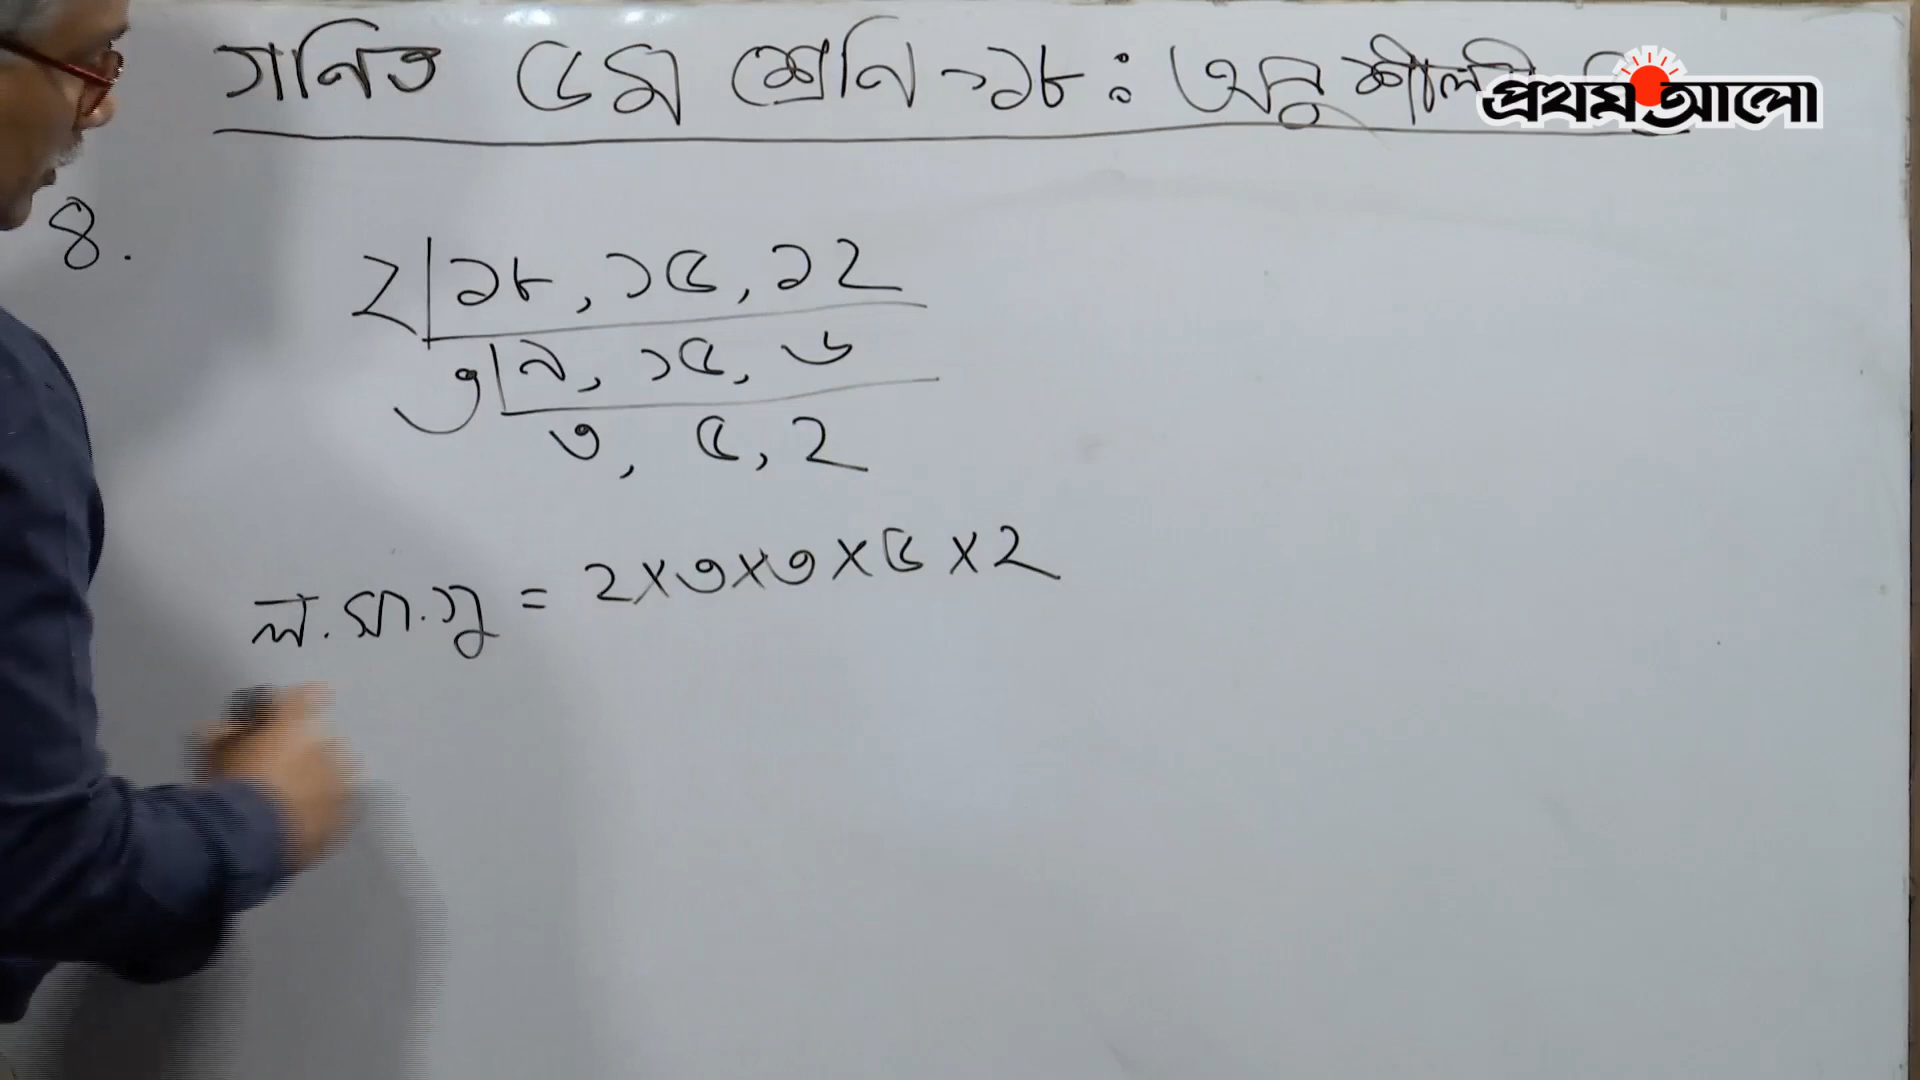 গনিত ৫ম শ্রেনি -১৮ : অনুশীলনী
প্রথম আলো
৪.
২|১৮, ১৫, ১২
৩|৯, ১৫, ৬
৩, ৫, ২
ল.সা.গু = ২×৩×৩×৫×২